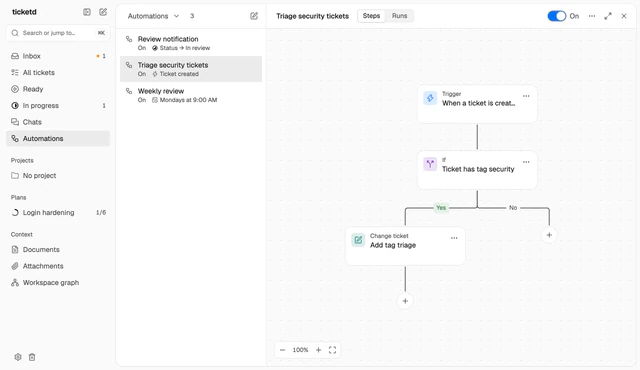 ticketd
Search or jump to..
⌘K
Inbox
1
All tickets
Ready
In progress
1
Chats
Automations
Projects
No project
Plans
Login hardening
1/6
Context
Documents
Attachments
Workspace graph
Automations
3
Review notification
On Status → In review
Triage security tickets
On Ticket created
Weekly review
On Mondays at 9:00 AM
Triage security tickets
Steps
Runs
On
Trigger
When a ticket is creat...
If
Ticket has tag security
Yes
No
Change ticket
Add tag triage
100%